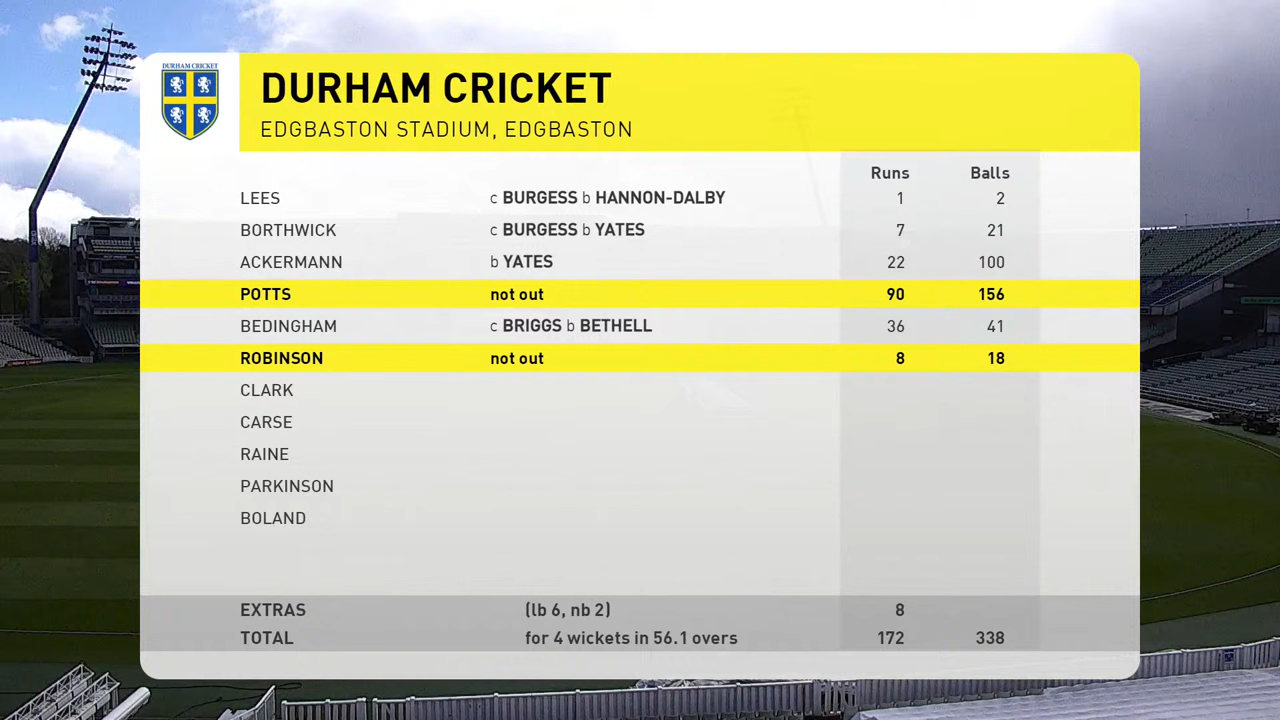 DURHAM CRICKET
DURHAM CRICKET
EDGBASTON STADIUM, EDGBASTON
Runs Balls
LEES c BURGESS b HANNON-DALBY 1 2
BORTHWICK c BURGESS b YATES 7 21
ACKERMANN b YATES 22 100
POTTS not out 90 156
BEDINGHAM c BRIGGS b BETHELL 36 41
ROBINSON not out 8 18
CLARK
CARSE
RAINE
PARKINSON
BOLAND
EXTRAS (lb 6, nb 2) 8
TOTAL for 4 wickets in 56.1 overs 172 338